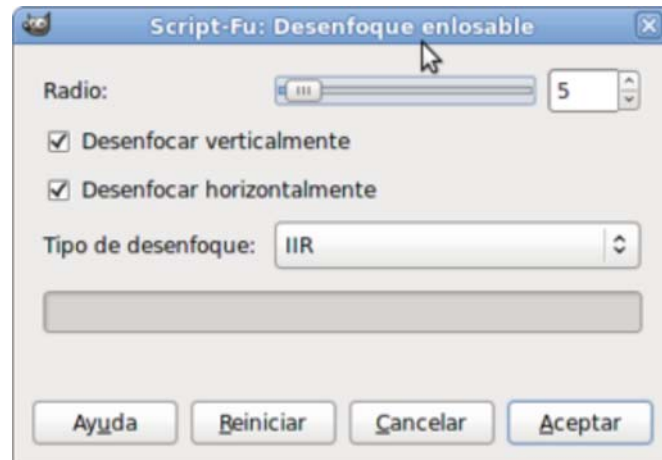 Script-Fu: Desenfoque enlosable
Radio: 5
Desenfocar verticalmente
Desenfocar horizontalmente
Tipo de desenfoque: IIR
Ayuda Reiniciar Cancelar Aceptar